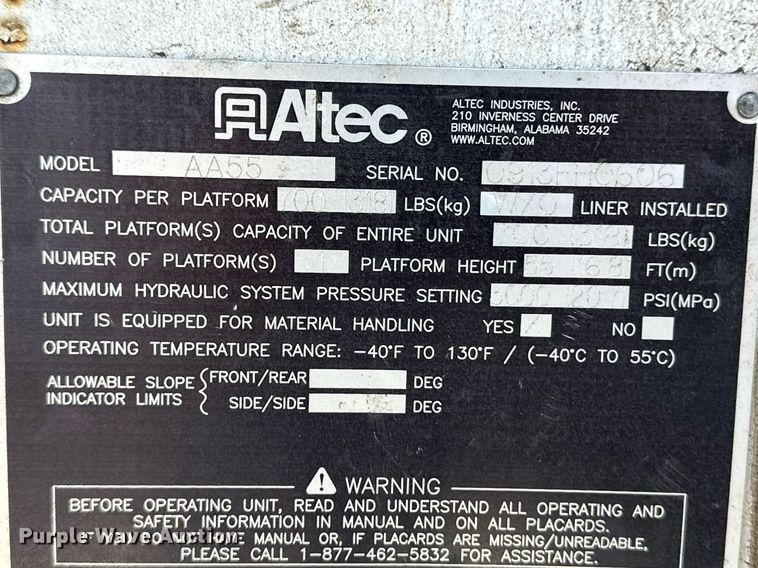 Altec®
ALTEC INDUSTRIES, INC.
210 INVERNESS CENTER DRIVE
BIRMINGHAM, ALABAMA 35242
WWW.ALTEC.COM
MODEL AA55 SERIAL NO.
CAPACITY PER PLATFORM 700 [318] LBS(kg) W/O LINER INSTALLED
TOTAL PLATFORM(S) CAPACITY OF ENTIRE UNIT LBS(kg)
NUMBER OF PLATFORM(S) 1 PLATFORM HEIGHT FT(m)
MAXIMUM HYDRAULIC SYSTEM PRESSURE SETTING PSI(MPa)
UNIT IS EQUIPPED FOR MATERIAL HANDLING YES NO
OPERATING TEMPERATURE RANGE: -40°F TO 130°F / (-40°C TO 55°C)
ALLOWABLE SLOPE INDICATOR LIMITS
FRONT/REAR DEG
SIDE/SIDE DEG
WARNING
BEFORE OPERATING UNIT, READ AND UNDERSTAND ALL OPERATING AND
SAFETY INFORMATION IN MANUAL AND ON ALL PLACARDS.
IF MANUAL OR, IF PLACARDS ARE MISSING/UNREADABLE,
PLEASE CALL 1-877-462-5832 FOR ASSISTANCE.
Purple Wave Auction